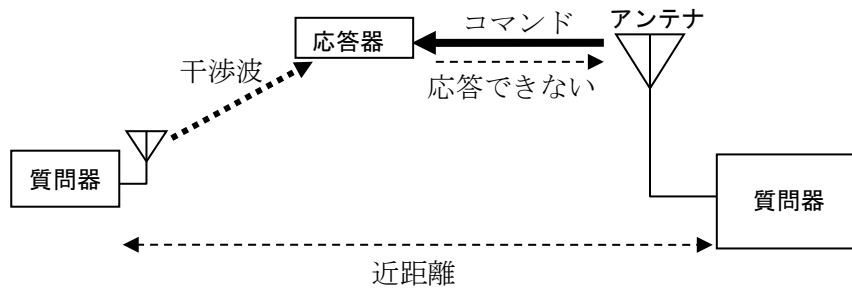 アンテナ
応答器
コマンド
干渉波
応答できない
質問器
質問器
近距離